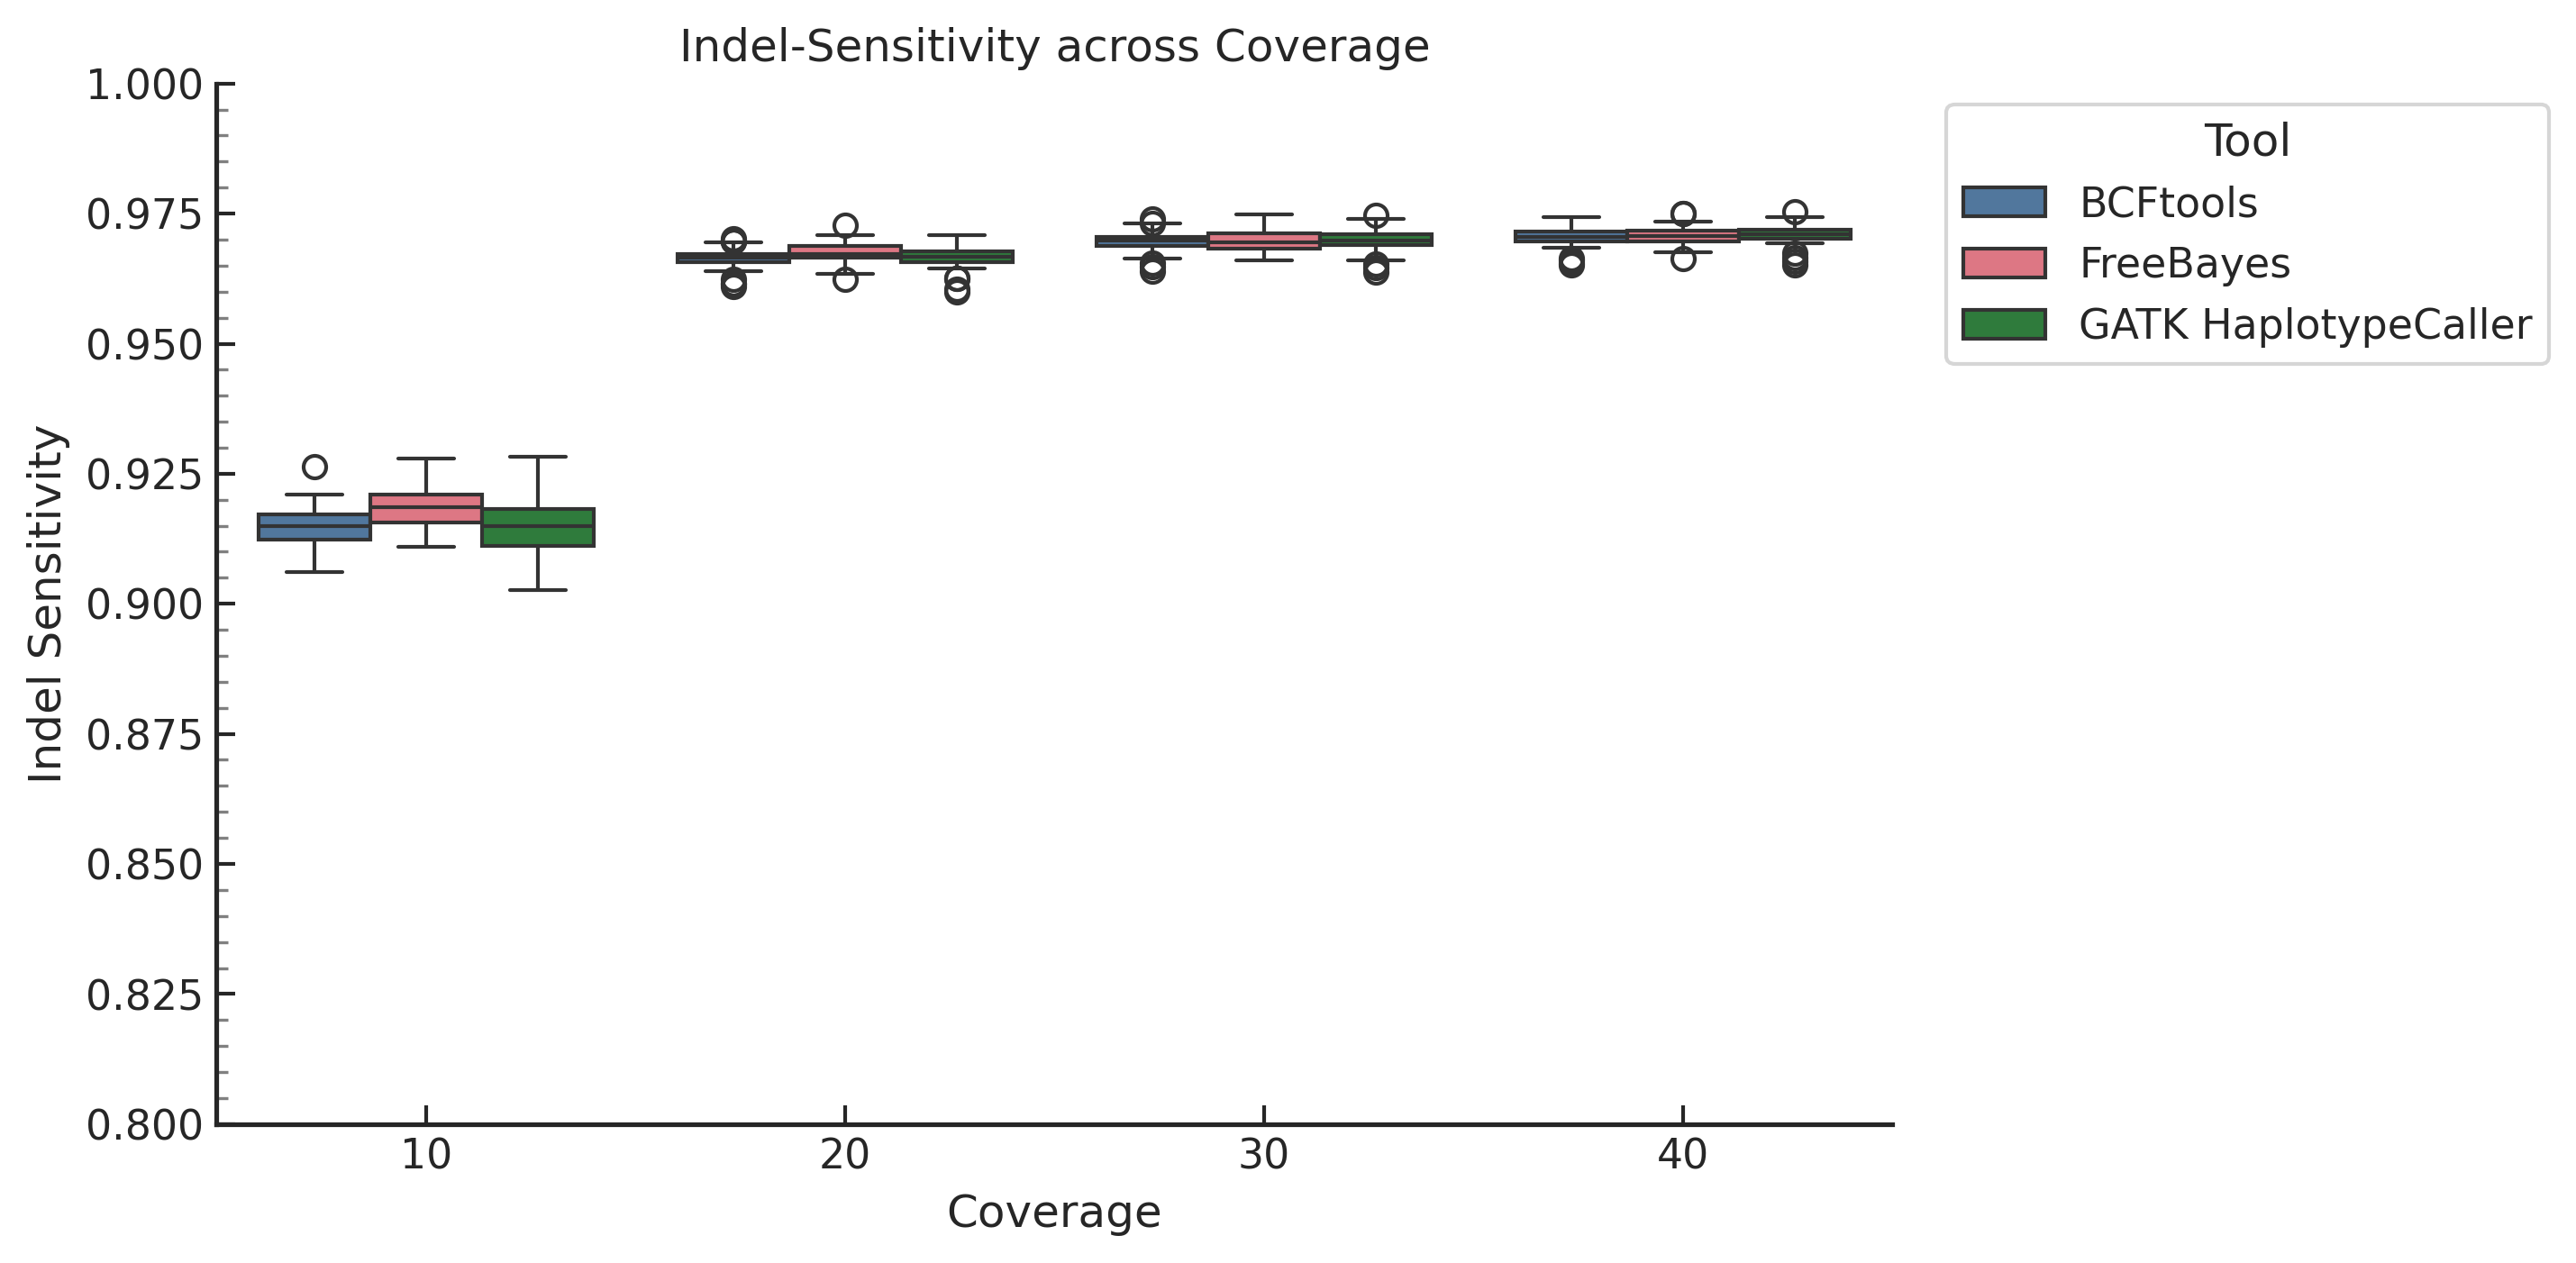 Indel-Sensitivity across Coverage
1.000
0.975
0.950
0.925
0.900
0.875
0.850
0.825
0.800
Indel Sensitivity
10
20
30
40
Coverage
Tool
BCFtools
FreeBayes
GATK HaplotypeCaller